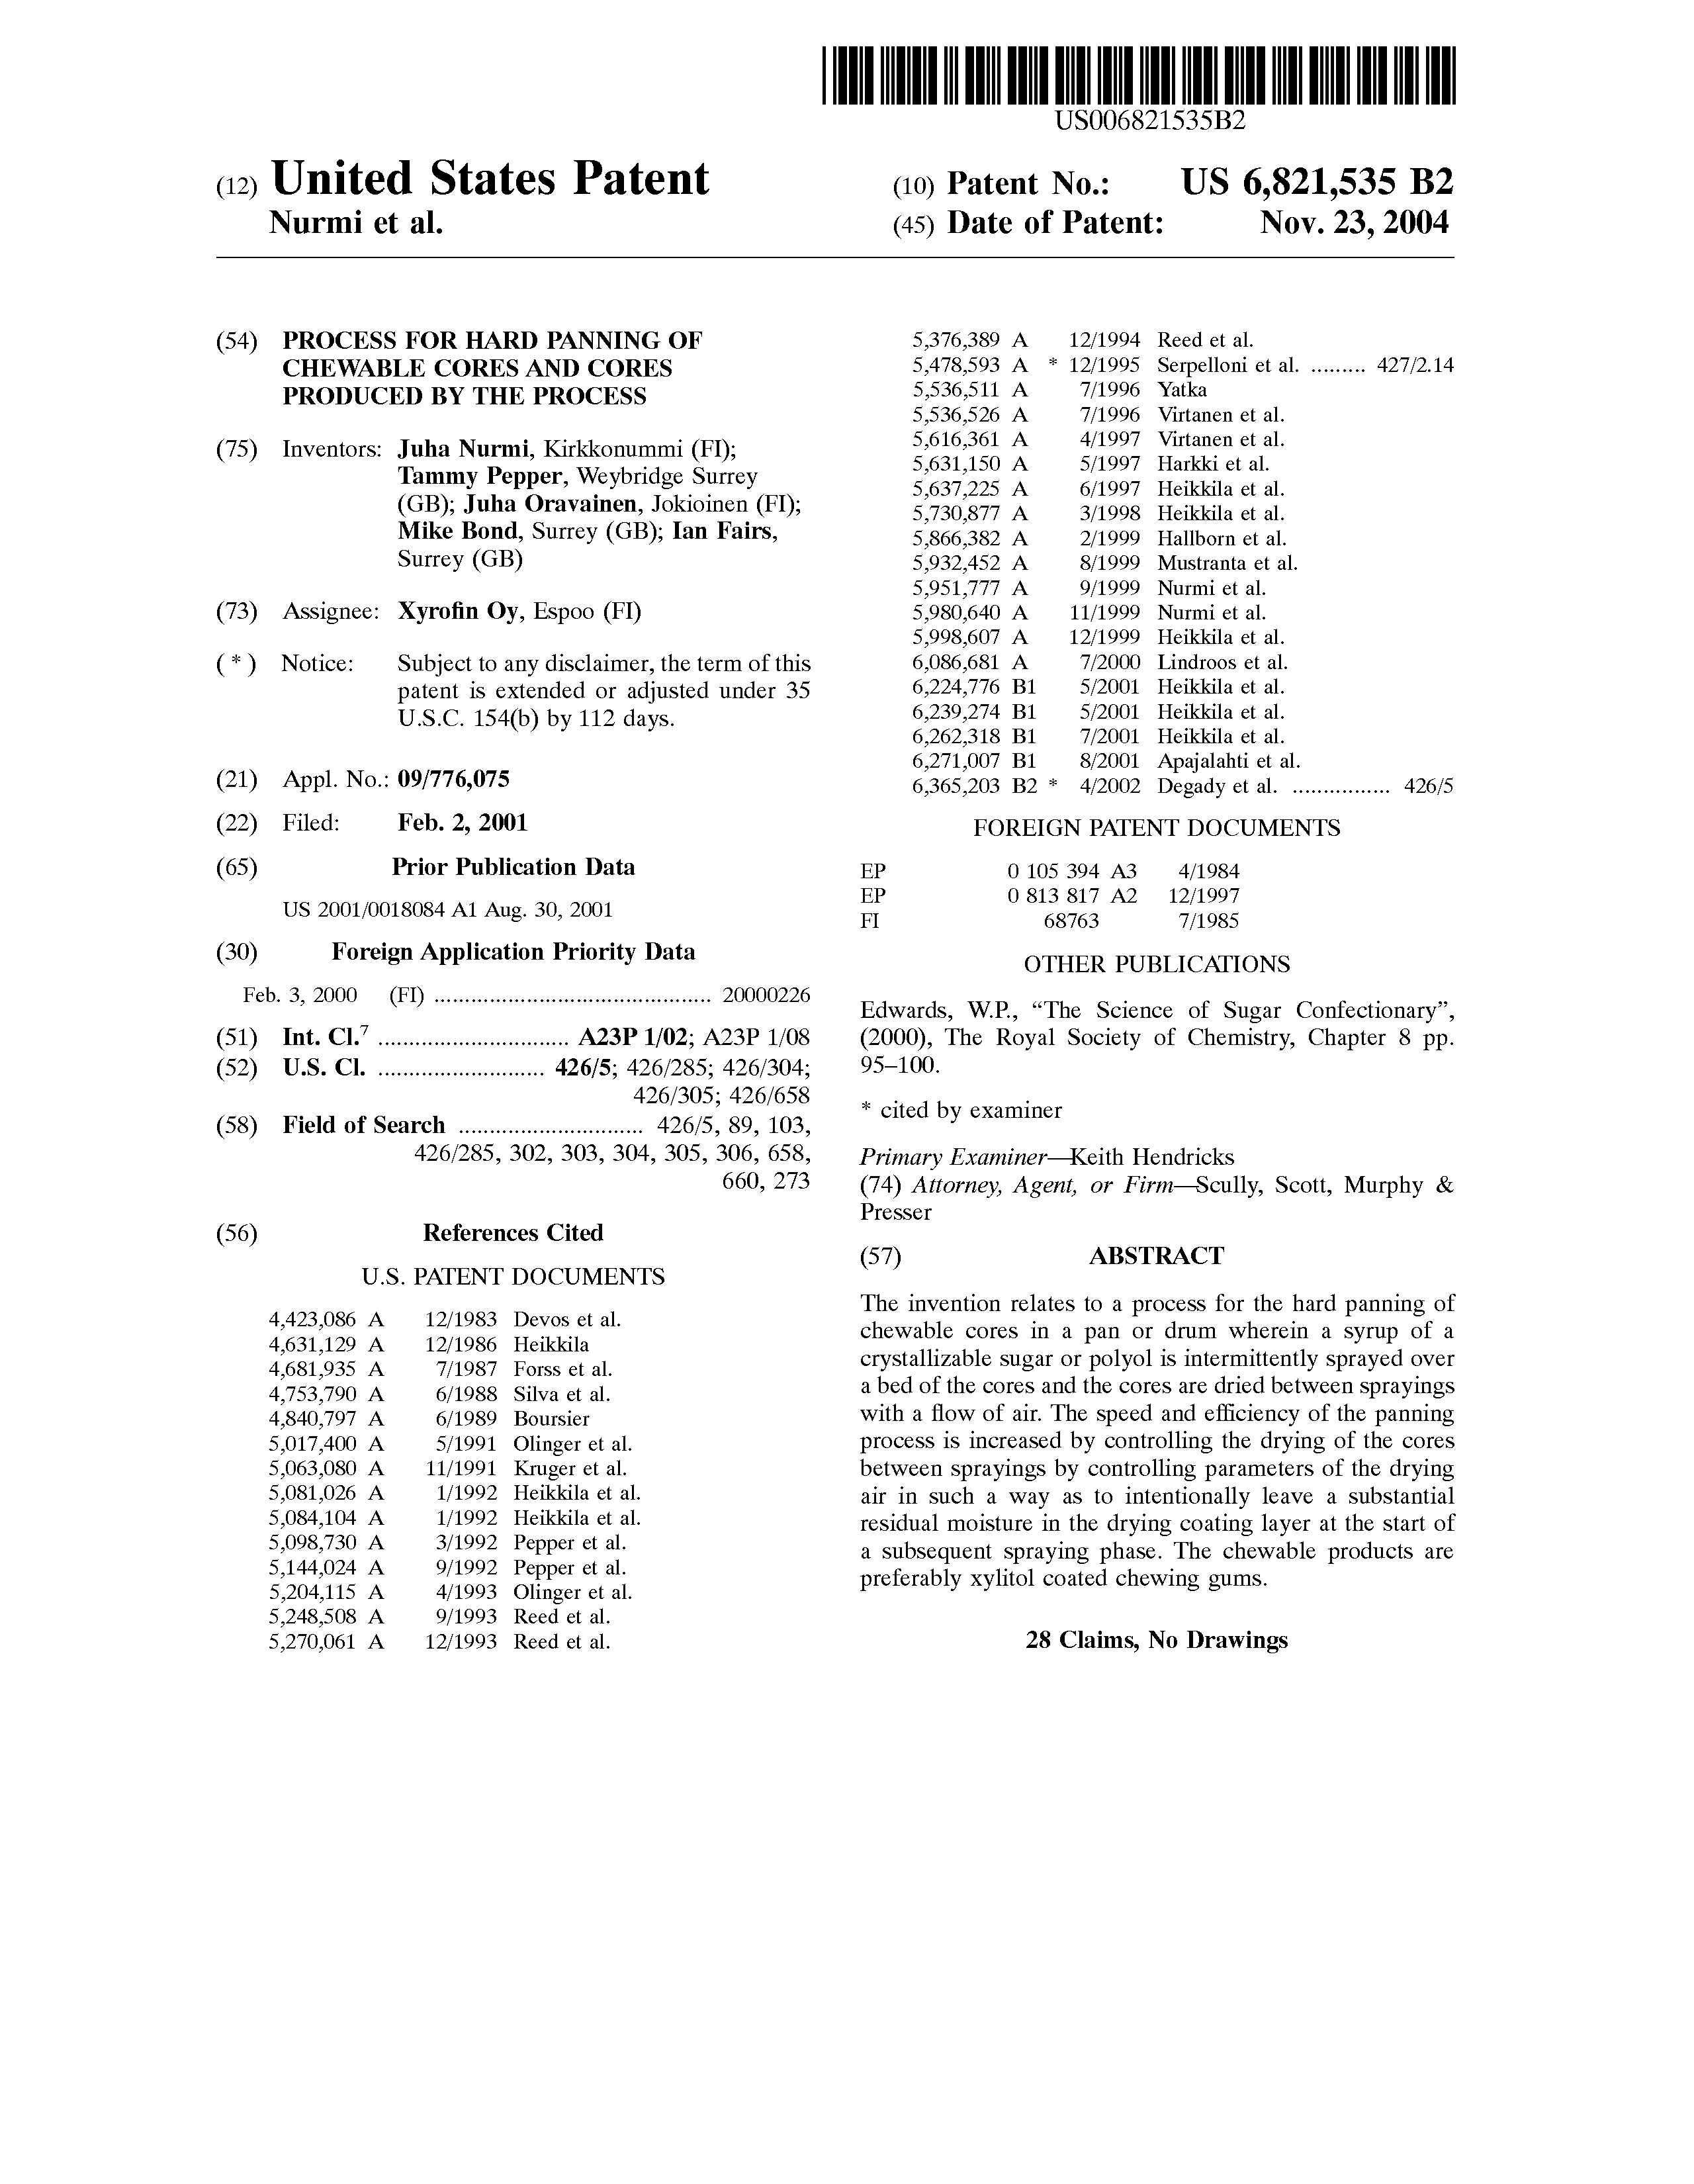 US006821535B2
(12) United States Patent
Nurmi et al.
(10) Patent No.: US 6,821,535 B2
(45) Date of Patent: Nov. 23, 2004
(54) PROCESS FOR HARD PANNING OF
CHEWABLE CORES AND CORES
PRODUCED BY THE PROCESS
(75) Inventors: Juha Nurmi, Kirkkonummi (FI);
Tammy Pepper, Weybridge Surrey
(GB); Juha Oravainen, Jokioinen (FI);
Mike Bond, Surrey (GB); Ian Fairs,
Surrey (GB)
(73) Assignee: Xyrofin Oy, Espoo (FI)
( * ) Notice: Subject to any disclaimer, the term of this
patent is extended or adjusted under 35
U.S.C. 154(b) by 112 days.
(21) Appl. No.: 09/776,075
(22) Filed: Feb. 2, 2001
(65) Prior Publication Data
US 2001/0018084 A1 Aug. 30, 2001
(30) Foreign Application Priority Data
Feb. 3, 2000 (FI) ............................................. 20000226
(51) Int. Cl.7 ............................... A23P 1/02; A23P 1/08
(52) U.S. Cl. ........................... 426/5; 426/285; 426/304;
426/305; 426/658
(58) Field of Search .............................. 426/5, 89, 103,
426/285, 302, 303, 304, 305, 306, 658,
660, 273
(56) References Cited
U.S. PATENT DOCUMENTS
4,423,086 A 12/1983 Devos et al.
4,631,129 A 12/1986 Heikkila
4,681,935 A 7/1987 Forss et al.
4,753,790 A 6/1988 Silva et al.
4,840,797 A 6/1989 Boursier
5,017,400 A 5/1991 Olinger et al.
5,063,080 A 11/1991 Kruger et al.
5,081,026 A 1/1992 Heikkila et al.
5,084,104 A 1/1992 Heikkila et al.
5,098,730 A 3/1992 Pepper et al.
5,144,024 A 9/1992 Pepper et al.
5,204,115 A 4/1993 Olinger et al.
5,248,508 A 9/1993 Reed et al.
5,270,061 A 12/1993 Reed et al.
5,376,389 A 12/1994 Reed et al.
5,478,593 A * 12/1995 Serpelloni et al. ......... 427/2.14
5,536,511 A 7/1996 Yatka
5,536,526 A 7/1996 Virtanen et al.
5,616,361 A 4/1997 Virtanen et al.
5,631,150 A 5/1997 Harkki et al.
5,637,225 A 6/1997 Heikkila et al.
5,730,877 A 3/1998 Heikkila et al.
5,866,382 A 2/1999 Hallborn et al.
5,932,452 A 8/1999 Mustranta et al.
5,951,777 A 9/1999 Nurmi et al.
5,980,640 A 11/1999 Nurmi et al.
5,998,607 A 12/1999 Heikkila et al.
6,086,681 A 7/2000 Lindroos et al.
6,224,776 B1 5/2001 Heikkila et al.
6,239,274 B1 5/2001 Heikkila et al.
6,262,318 B1 7/2001 Heikkila et al.
6,271,007 B1 8/2001 Apajalahti et al.
6,365,203 B2 * 4/2002 Degady et al. ................ 426/5
FOREIGN PATENT DOCUMENTS
EP 0 105 394 A3 4/1984
EP 0 813 817 A2 12/1997
FI 68763 7/1985
OTHER PUBLICATIONS
Edwards, W.P., “The Science of Sugar Confectionary”,
(2000), The Royal Society of Chemistry, Chapter 8 pp.
95–100.
* cited by examiner
Primary Examiner—Keith Hendricks
(74) Attorney, Agent, or Firm—Scully, Scott, Murphy &
Presser
(57) ABSTRACT
The invention relates to a process for the hard panning of
chewable cores in a pan or drum wherein a syrup of a
crystallizable sugar or polyol is intermittently sprayed over
a bed of the cores and the cores are dried between sprayings
with a flow of air. The speed and efficiency of the panning
process is increased by controlling the drying of the cores
between sprayings by controlling parameters of the drying
air in such a way as to intentionally leave a substantial
residual moisture in the drying coating layer at the start of
a subsequent spraying phase. The chewable products are
preferably xylitol coated chewing gums.
28 Claims, No Drawings